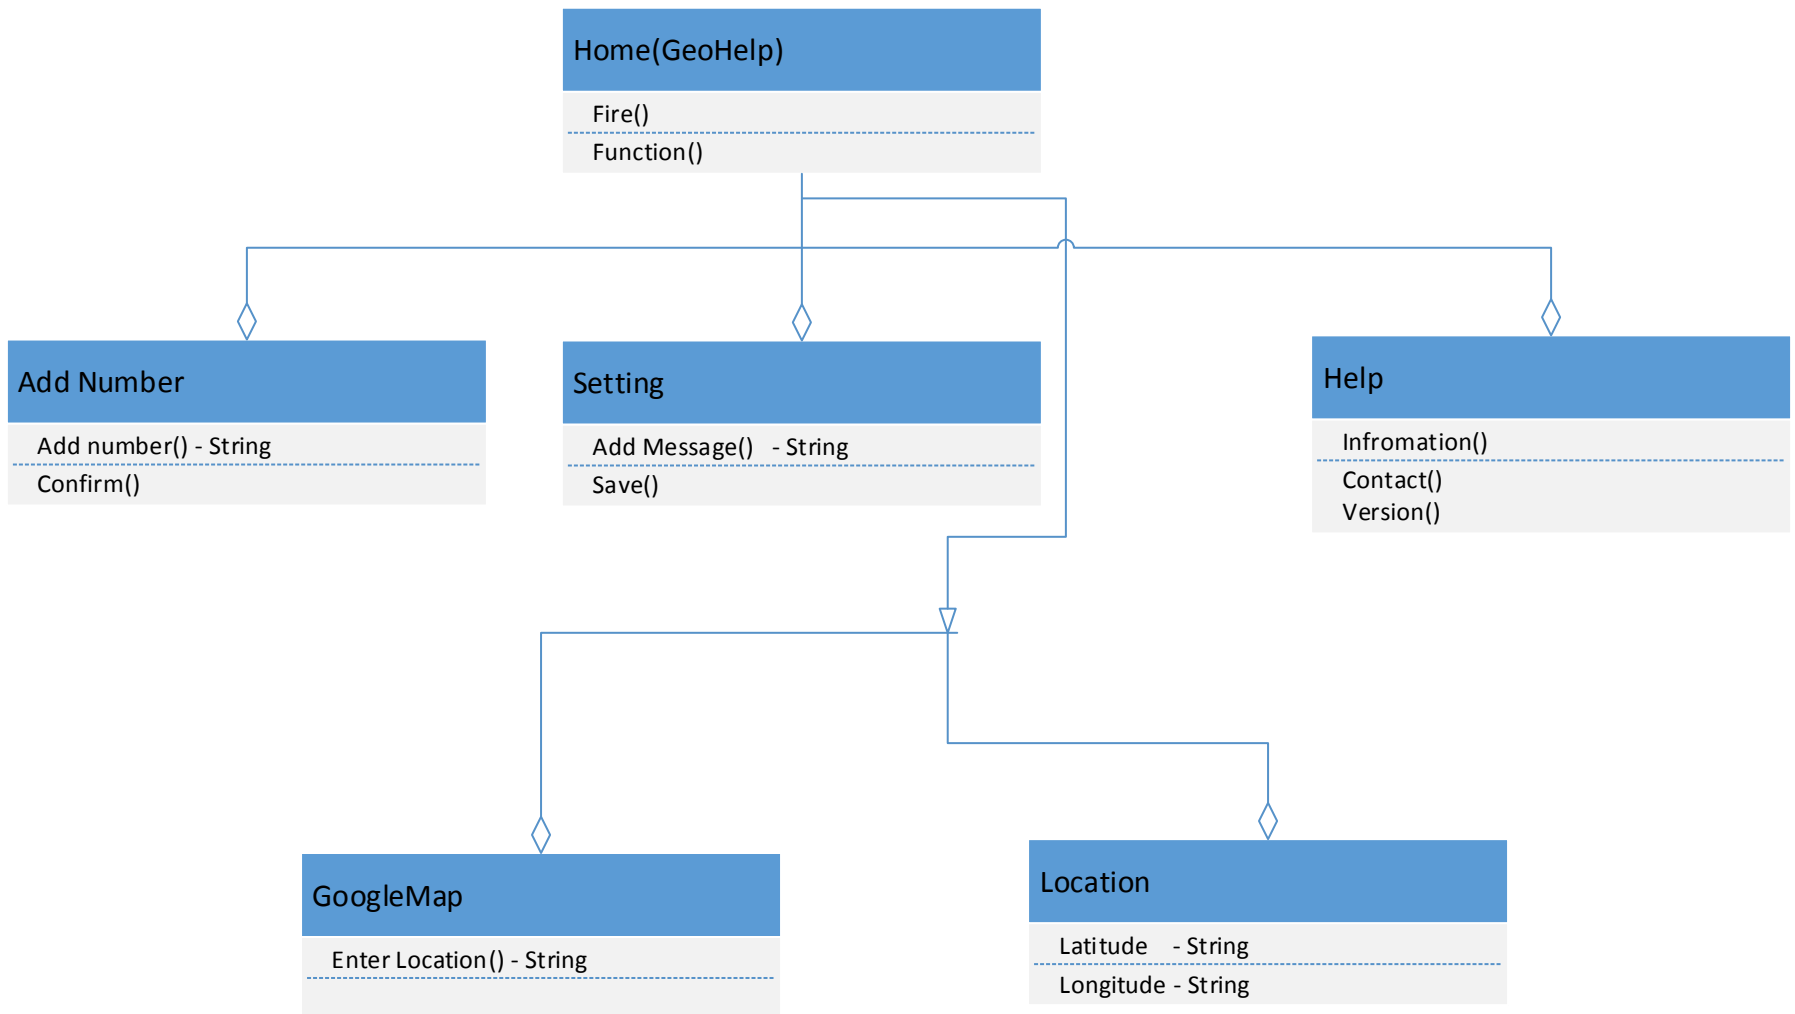 Home(GeoHelp)
Fire()
Function()
Add Number
Add number() - String
Confirm()
Setting
Add Message() - String
Save()
Help
Infromation()
Contact()
Version()
GoogleMap
Enter Location() - String
Location
Latitude - String
Longitude - String